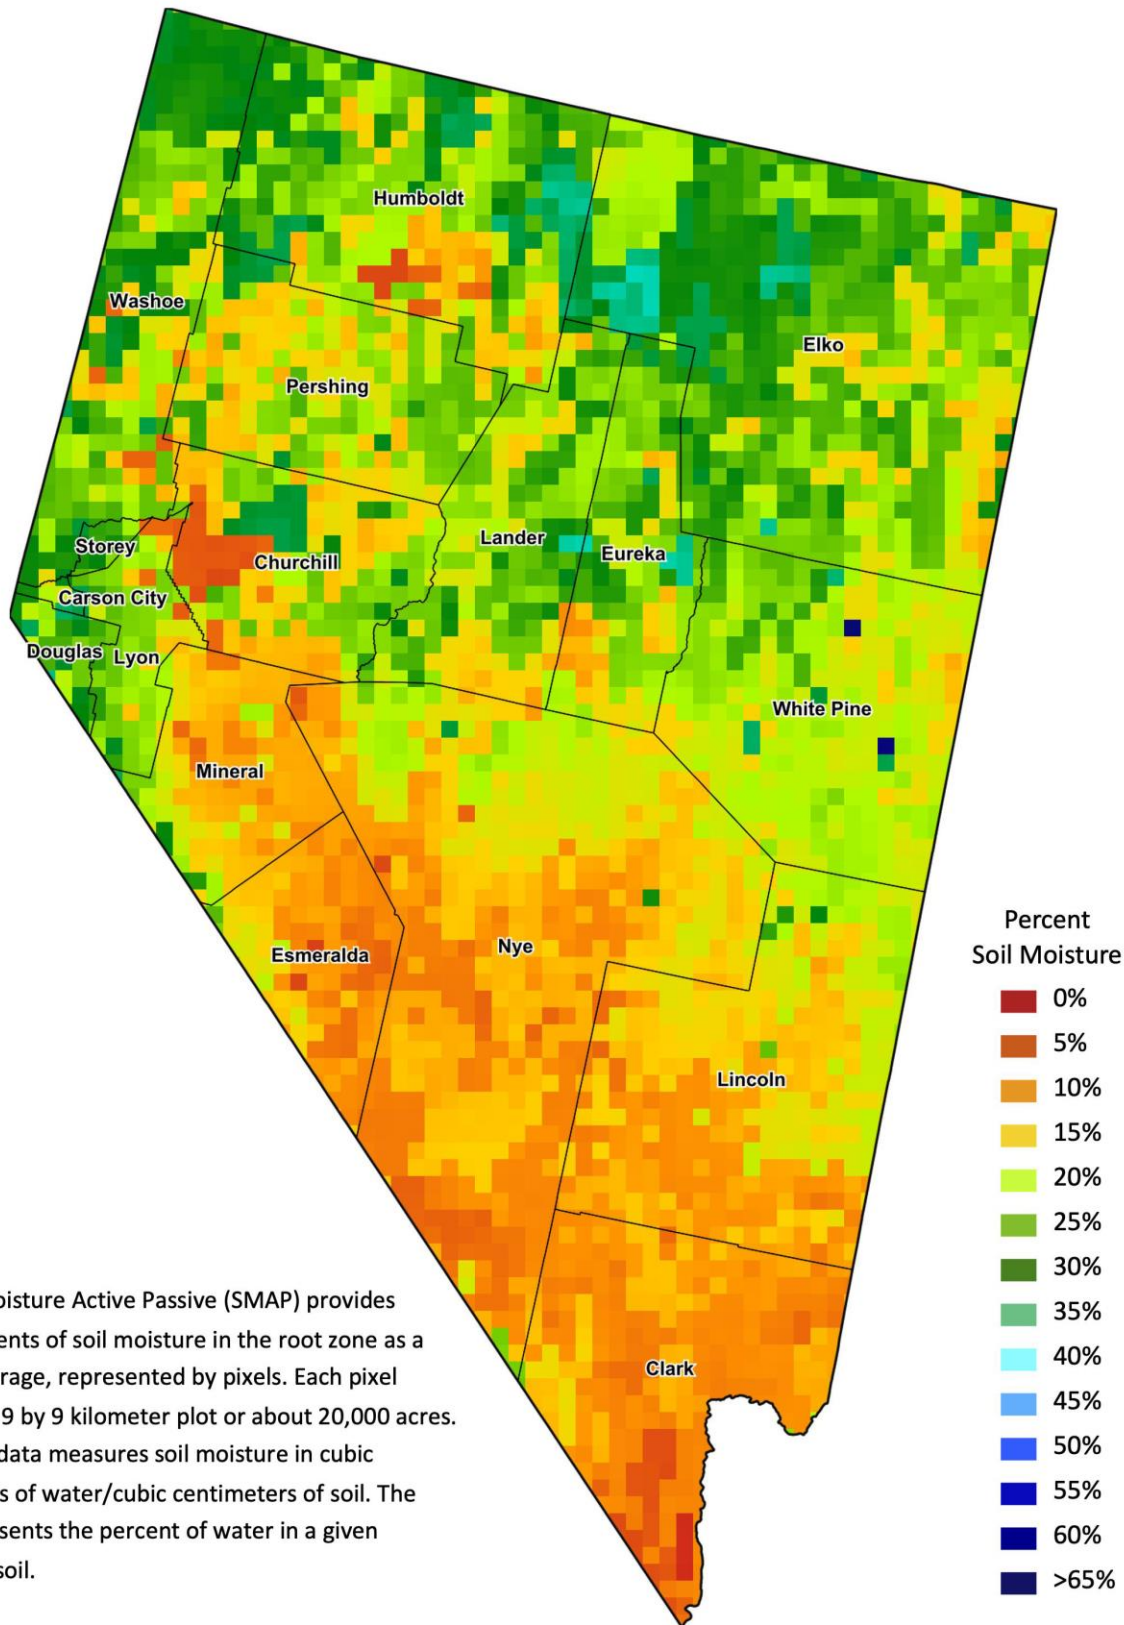 Humboldt
Washoe
Elko
Pershing
Lander
Storey
Eureka
Churchill
Carson City
Douglas
Lyon
White Pine
Mineral
Nye
Esmeralda
Lincoln
Clark
Percent
Soil Moisture
0%
5%
10%
15%
20%
25%
30%
35%
40%
45%
50%
55%
60%
>65%
oisture Active Passive (SMAP) provides
ents of soil moisture in the root zone as a
rage, represented by pixels. Each pixel
9 by 9 kilometer plot or about 20,000 acres.
data measures soil moisture in cubic
s of water/cubic centimeters of soil. The
sents the percent of water in a given
soil.